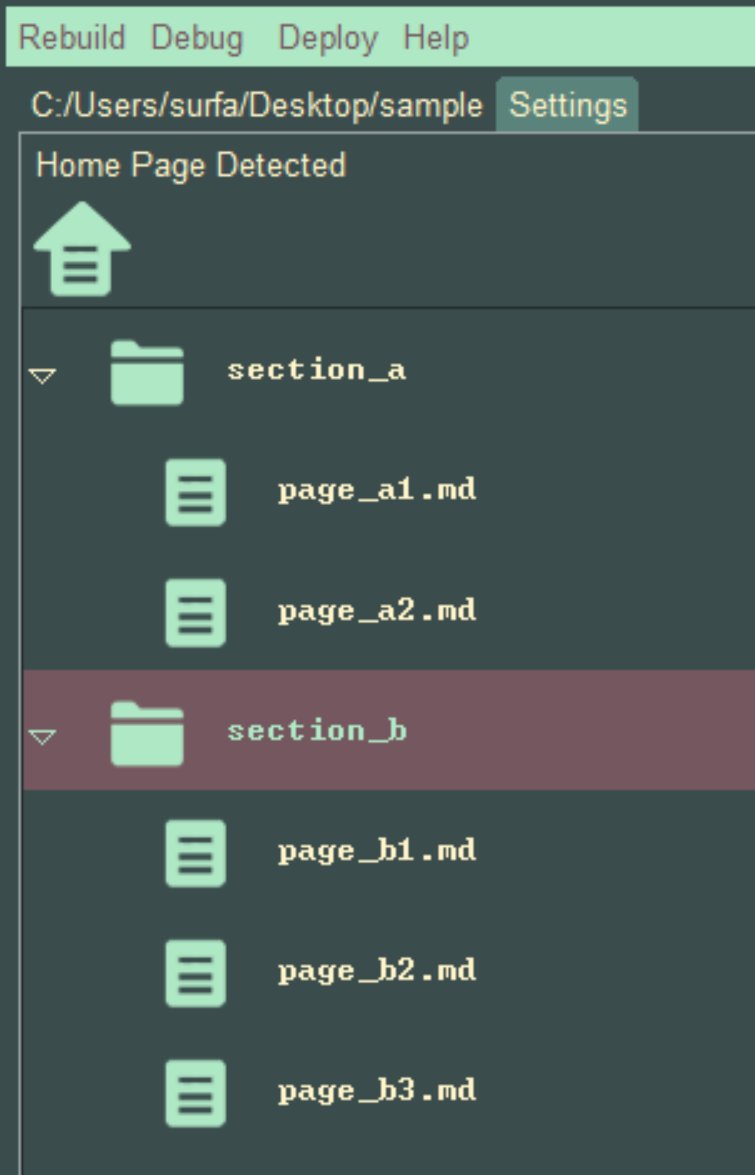 Rebuild Debug Deploy Help
C:/Users/surfa/Desktop/sample Settings
Home Page Detected
section_a
page_a1.md
page_a2.md
section_b
page_b1.md
page_b2.md
page_b3.md